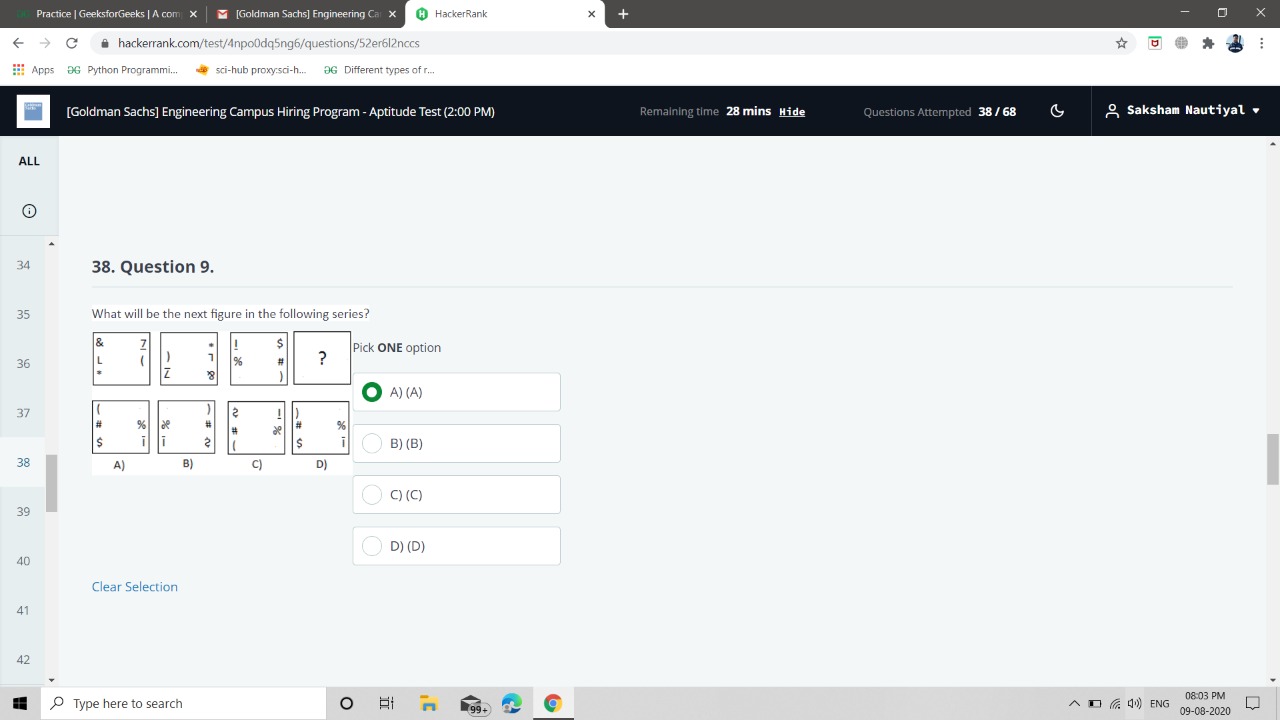 Practice | GeeksforGeeks | A com
[Goldman Sachs] Engineering Ca
HackerRank
hackerrank.com/test/4npo0dq5ng6/questions/52er6l2nccs
Apps
Python Programmi...
sci-hub proxy:sci-h...
Different types of r...
[Goldman Sachs] Engineering Campus Hiring Program - Aptitude Test (2:00 PM)
Remaining time 28 mins Hide
Questions Attempted 38 / 68
Saksham Nautiyal
ALL
34
35
36
37
38
39
40
41
42
38. Question 9.
What will be the next figure in the following series?
& 7
L (
*
*
)
! $
% #
)
?
(
# %
$
)
#
!
#
(
)
# %
$
A) B) C) D)
Pick ONE option
A) (A)
B) (B)
C) (C)
D) (D)
Clear Selection
Type here to search
99+
ENG
08:03 PM
09-08-2020